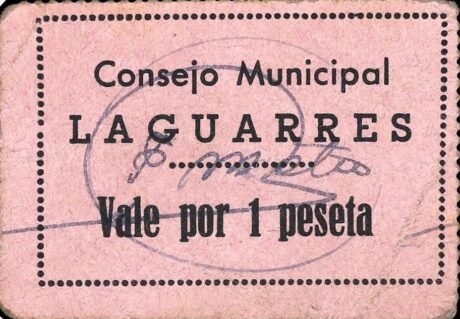 Consejo Municipal
LAGUARRES
Vale por 1 peseta